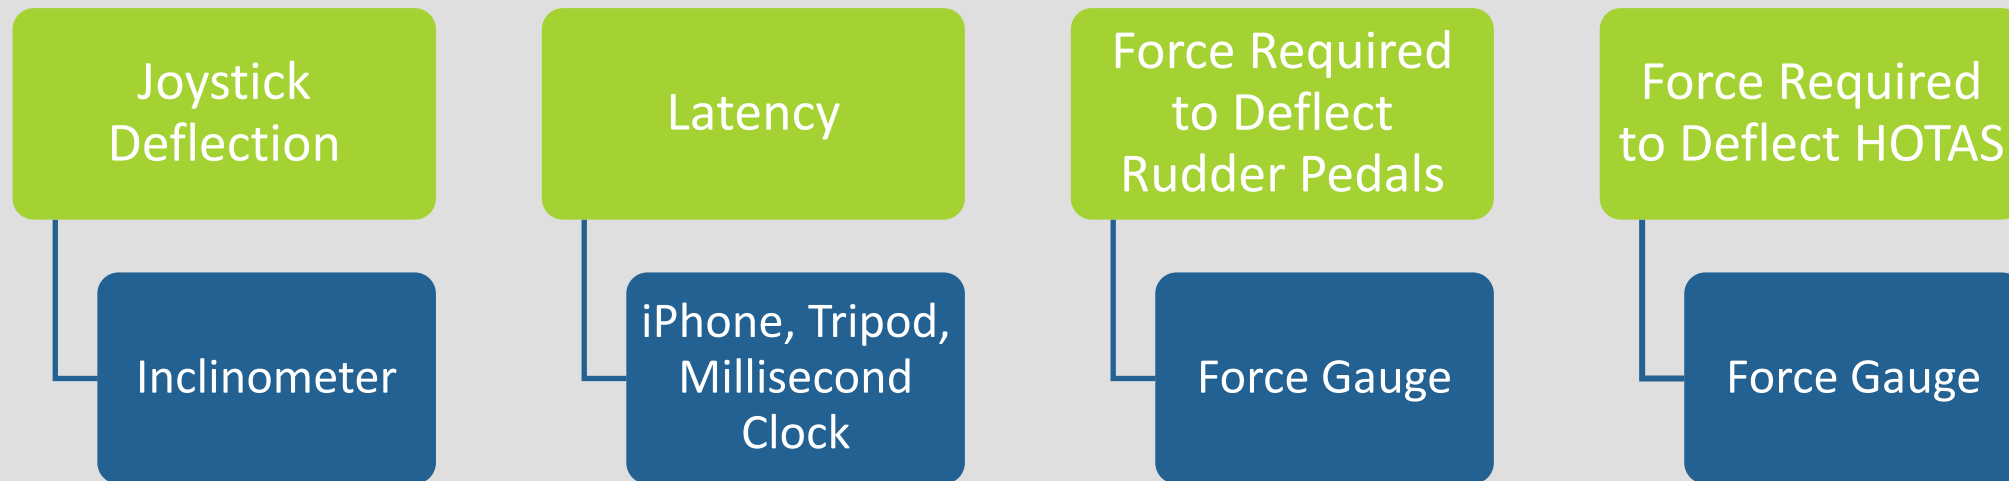 Joystick
Deflection
Inclinometer
Latency
iPhone, Tripod,
Millisecond
Clock
Force Required
to Deflect
Rudder Pedals
Force Gauge
Force Required
to Deflect HOTAS
Force Gauge